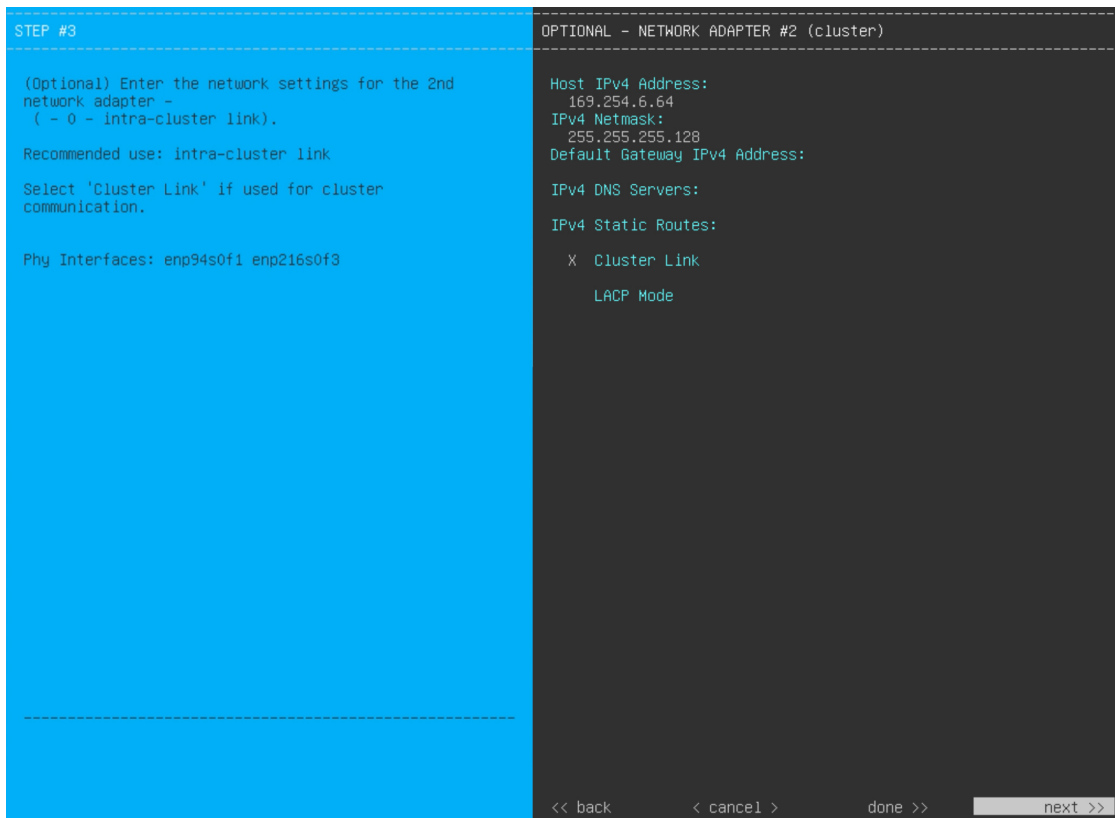 STEP #3
(Optional) Enter the network settings for the 2nd
network adapter -
( - O - intra-cluster link).
Recommended use: intra-cluster link
Select 'Cluster Link' if used for cluster
communication.
Phy Interfaces: enp94s0f1 enp216s0f3
OPTIONAL - NETWORK ADAPTER #2 (cluster)
Host IPv4 Address:
169.254.6.64
IPv4 Netmask:
255.255.255.128
Default Gateway IPv4 Address:
IPv4 DNS Servers:
IPv4 Static Routes:
X Cluster Link
LACP Mode
<< back < cancel > done >> next >>